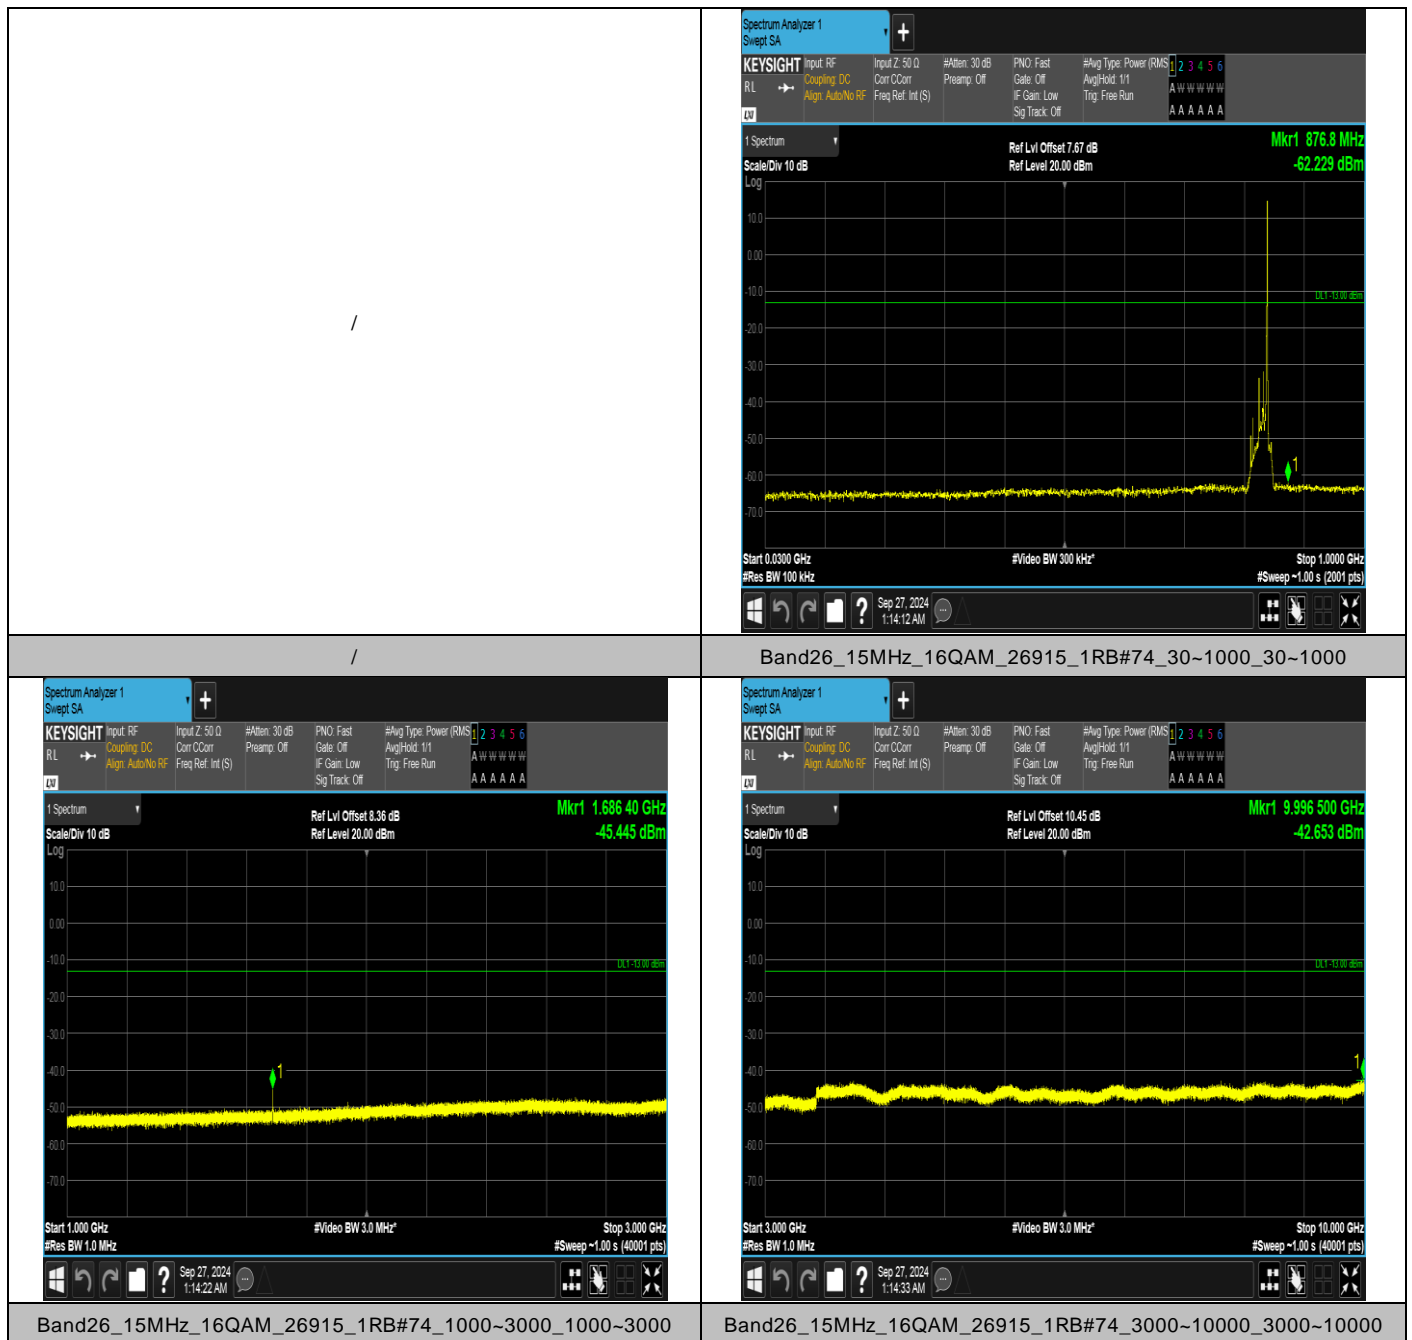 /
Spectrum Analyzer 1
Swept SA
+
KEYSIGHT
RL
LXI
Input: RF
Coupling: DC
Align: Auto/No RF
Input Z: 50 Ω
Corr CCorr
Freq Ref: Int (S)
#Atten: 30 dB
Preamp: Off
PNO: Fast
Gate: Off
IF Gain: Low
Sig Track: Off
#Avg Type: Power (RMS
Avg|Hold: 1/1
Trig: Free Run
1 2 3 4 5 6
A W W W W W
A A A A A A
1 Spectrum
Scale/Div 10 dB
Log
Ref Lvl Offset 7.67 dB
Ref Level 20.00 dBm
Mkr1 876.8 MHz
-62.229 dBm
10.0
0.00
-10.0
DL1 -13.00 dBm
-20.0
-30.0
-40.0
-50.0
1
-60.0
-70.0
Start 0.0300 GHz
#Video BW 300 kHz*
Stop 1.0000 GHz
#Res BW 100 kHz
#Sweep ~1.00 s (2001 pts)
?
Sep 27, 2024
1:14:12 AM
/
Band26_15MHz_16QAM_26915_1RB#74_30~1000_30~1000
Spectrum Analyzer 1
Swept SA
+
KEYSIGHT
RL
LXI
Input: RF
Coupling: DC
Align: Auto/No RF
Input Z: 50 Ω
Corr CCorr
Freq Ref: Int (S)
#Atten: 30 dB
Preamp: Off
PNO: Fast
Gate: Off
IF Gain: Low
Sig Track: Off
#Avg Type: Power (RMS
Avg|Hold: 1/1
Trig: Free Run
1 2 3 4 5 6
A W W W W W
A A A A A A
1 Spectrum
Scale/Div 10 dB
Log
Ref Lvl Offset 8.36 dB
Ref Level 20.00 dBm
Mkr1 1.686 40 GHz
-45.445 dBm
10.0
0.00
-10.0
DL1 -13.00 dBm
-20.0
-30.0
1
-40.0
-50.0
-60.0
-70.0
Start 1.000 GHz
#Video BW 3.0 MHz*
Stop 3.000 GHz
#Res BW 1.0 MHz
#Sweep ~1.00 s (40001 pts)
?
Sep 27, 2024
1:14:22 AM
Spectrum Analyzer 1
Swept SA
+
KEYSIGHT
RL
LXI
Input: RF
Coupling: DC
Align: Auto/No RF
Input Z: 50 Ω
Corr CCorr
Freq Ref: Int (S)
#Atten: 30 dB
Preamp: Off
PNO: Fast
Gate: Off
IF Gain: Low
Sig Track: Off
#Avg Type: Power (RMS
Avg|Hold: 1/1
Trig: Free Run
1 2 3 4 5 6
A W W W W W
A A A A A A
1 Spectrum
Scale/Div 10 dB
Log
Ref Lvl Offset 10.45 dB
Ref Level 20.00 dBm
Mkr1 9.996 500 GHz
-42.653 dBm
10.0
0.00
-10.0
DL1 -13.00 dBm
-20.0
-30.0
1
-40.0
-50.0
-60.0
-70.0
Start 3.000 GHz
#Video BW 3.0 MHz*
Stop 10.000 GHz
#Res BW 1.0 MHz
#Sweep ~1.00 s (40001 pts)
?
Sep 27, 2024
1:14:33 AM
Band26_15MHz_16QAM_26915_1RB#74_1000~3000_1000~3000
Band26_15MHz_16QAM_26915_1RB#74_3000~10000_3000~10000